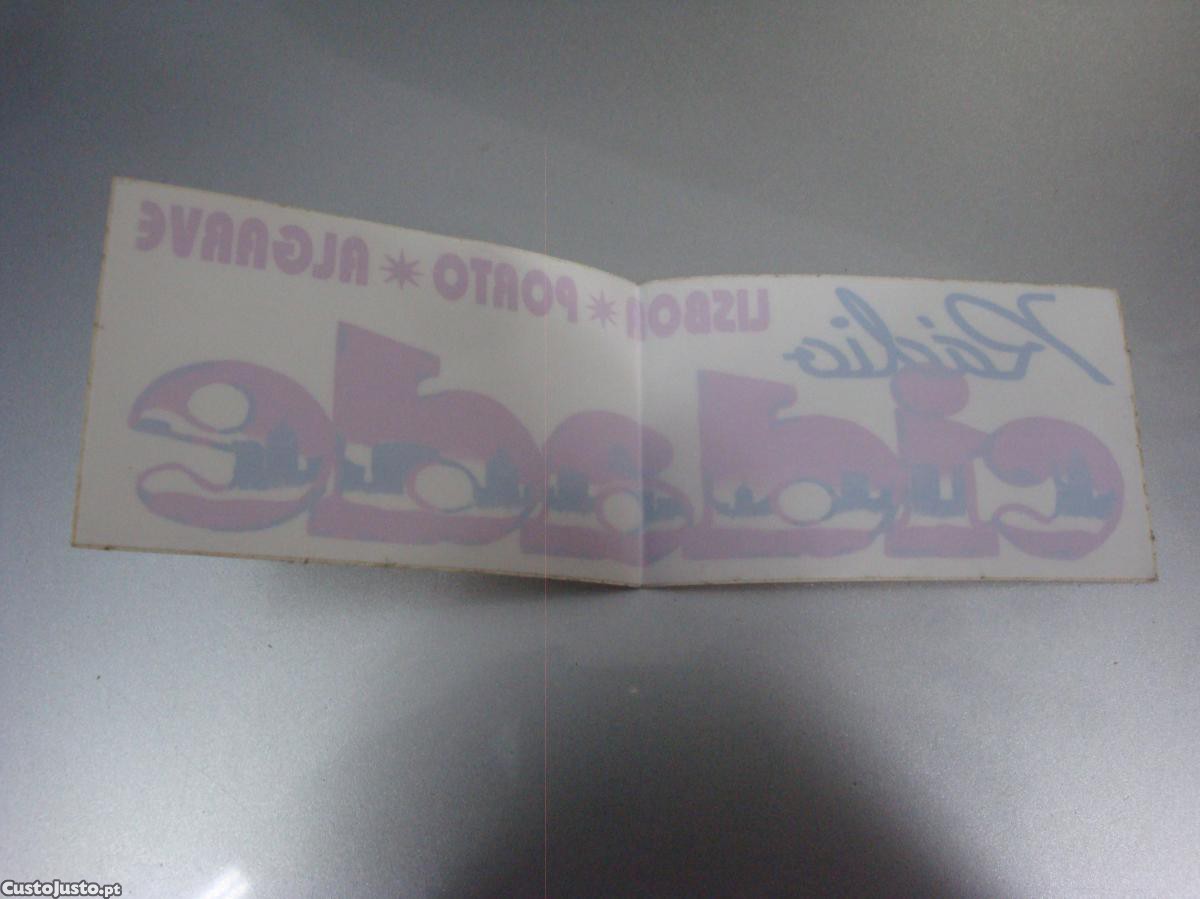 Rádio
LISBOA * PORTO * ALGARVE
cidade
CustoJusto.pt